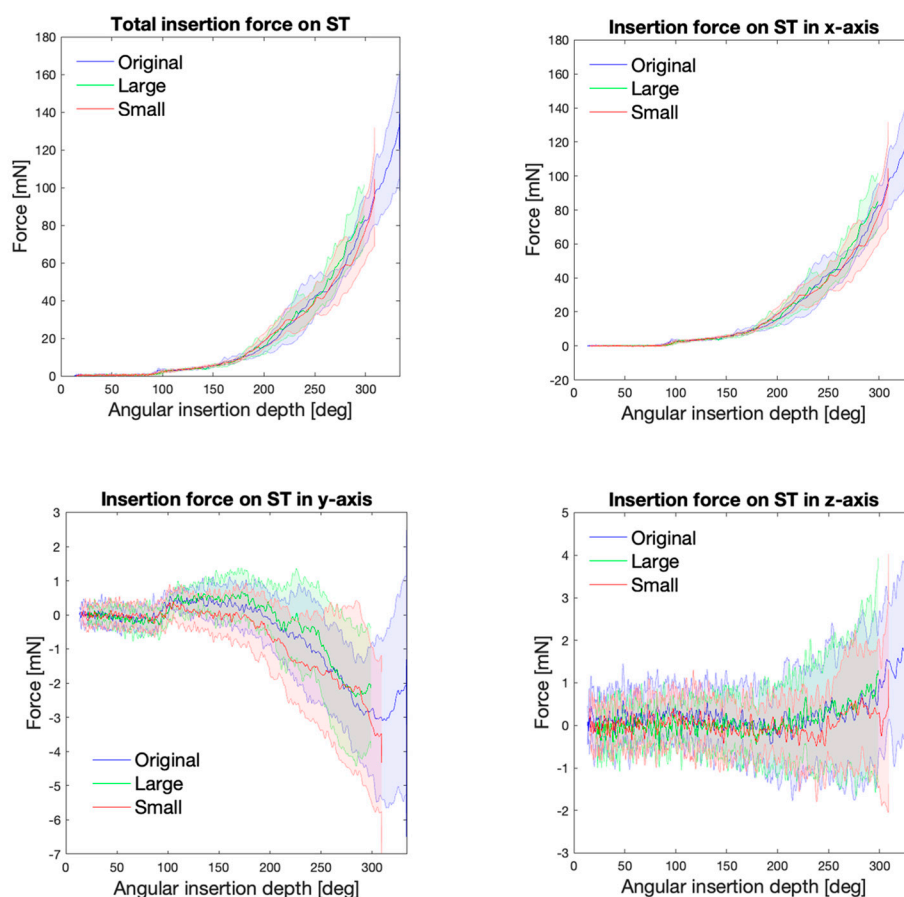 Total insertion force on ST
180
160
140
120
100
80
60
40
20
0
Force [mN]
Original
Large
Small
0 50 100 150 200 250 300
Angular insertion depth [deg]
Insertion force on ST in x-axis
180
160
140
120
100
80
60
40
20
0
-20
Force [mN]
Original
Large
Small
0 50 100 150 200 250 300
Angular insertion depth [deg]
Insertion force on ST in y-axis
3
2
1
0
-1
-2
-3
-4
-5
-6
-7
Force [mN]
Original
Large
Small
0 50 100 150 200 250 300
Angular insertion depth [deg]
Insertion force on ST in z-axis
5
4
3
2
1
0
-1
-2
-3
Force [mN]
Original
Large
Small
0 50 100 150 200 250 300
Angular insertion depth [deg]